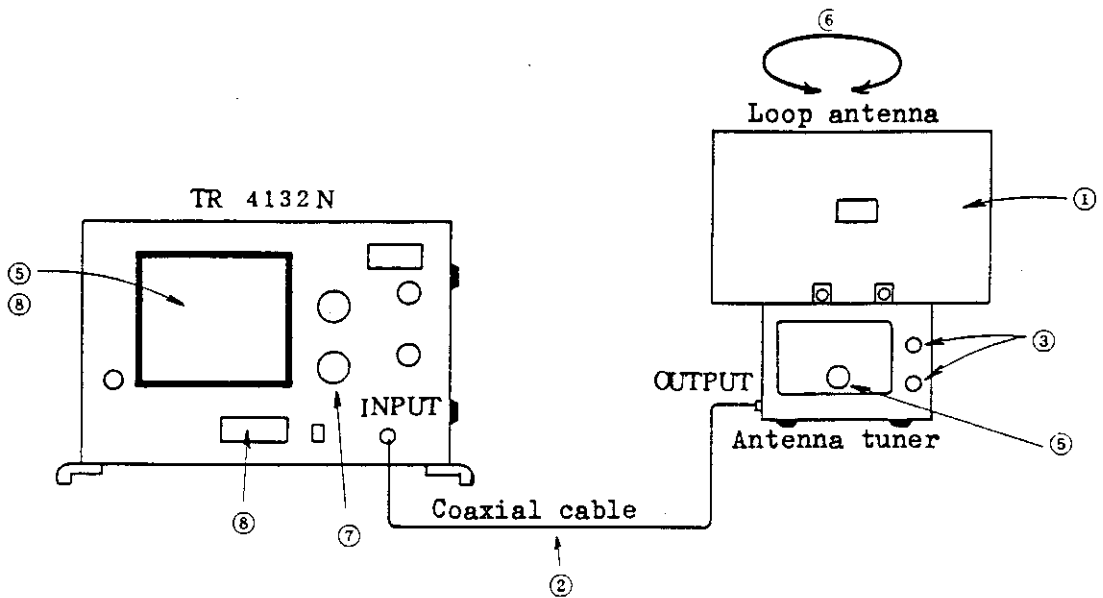 ⑥
Loop antenna
TR 4132N
①
⑤
⑧
③
OUTPUT
INPUT
Antenna tuner
⑤
Coaxial cable
⑧
⑦
②